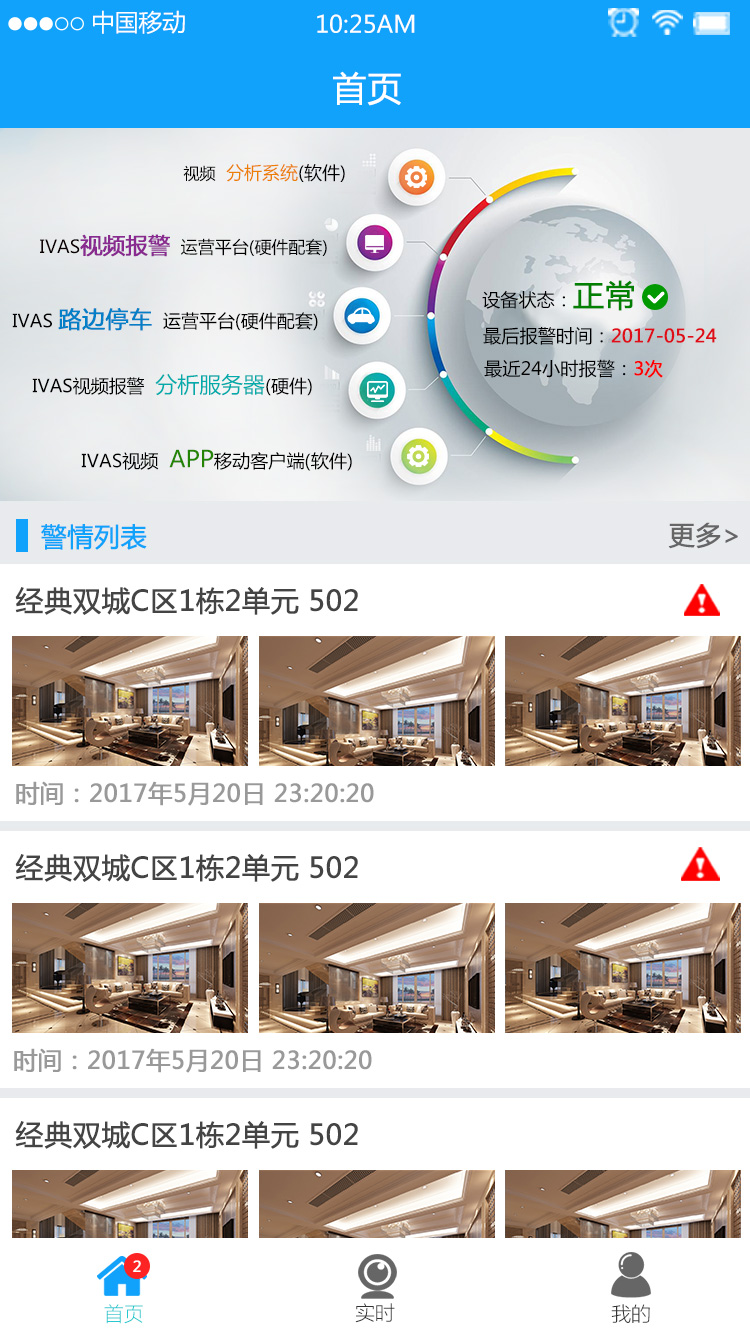 中国移动 10:25AM
首页
视频 分析系统(软件)
IVAS视频报警 运营平台(硬件配套)
IVAS 路边停车 运营平台(硬件配套)
IVAS视频报警 分析服务器(硬件)
IVAS视频 APP移动客户端(软件)
设备状态：正常
最后报警时间：2017-05-24
最近24小时报警：3次
警情列表 更多>
经典双城C区1栋2单元 502
时间：2017年5月20日 23:20:20
经典双城C区1栋2单元 502
时间：2017年5月20日 23:20:20
经典双城C区1栋2单元 502
2
首页 实时 我的